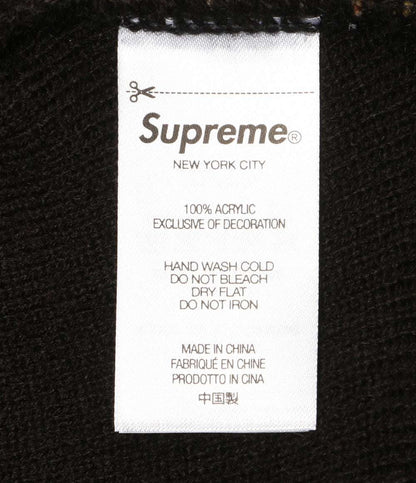 Supreme®
NEW YORK CITY
100% ACRYLIC
EXCLUSIVE OF DECORATION
HAND WASH COLD
DO NOT BLEACH
DRY FLAT
DO NOT IRON
MADE IN CHINA
FABRIQUÉ EN CHINE
PRODOTTO IN CINA
中国製